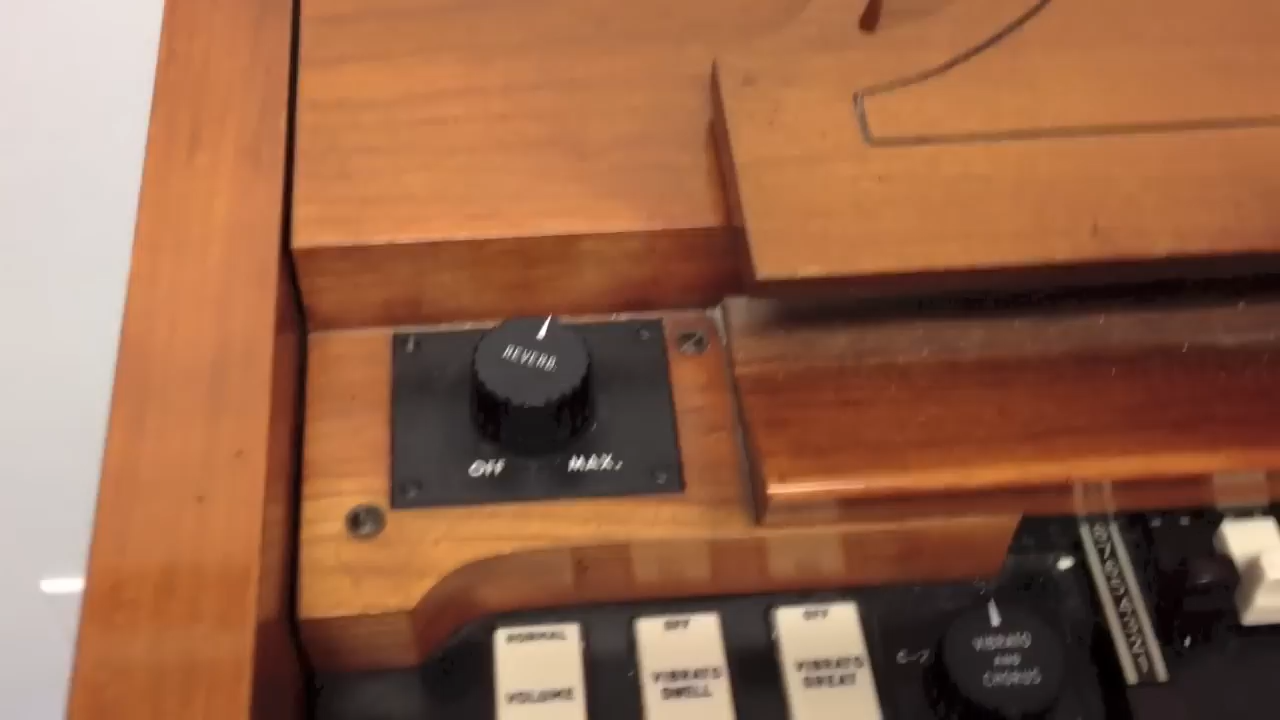 REVERB.
OFF MAX.
NORMAL
VOLUME
OFF
VIBRATO
SWELL
OFF
VIBRATO
GREAT
VIBRATO
AND
CHORUS